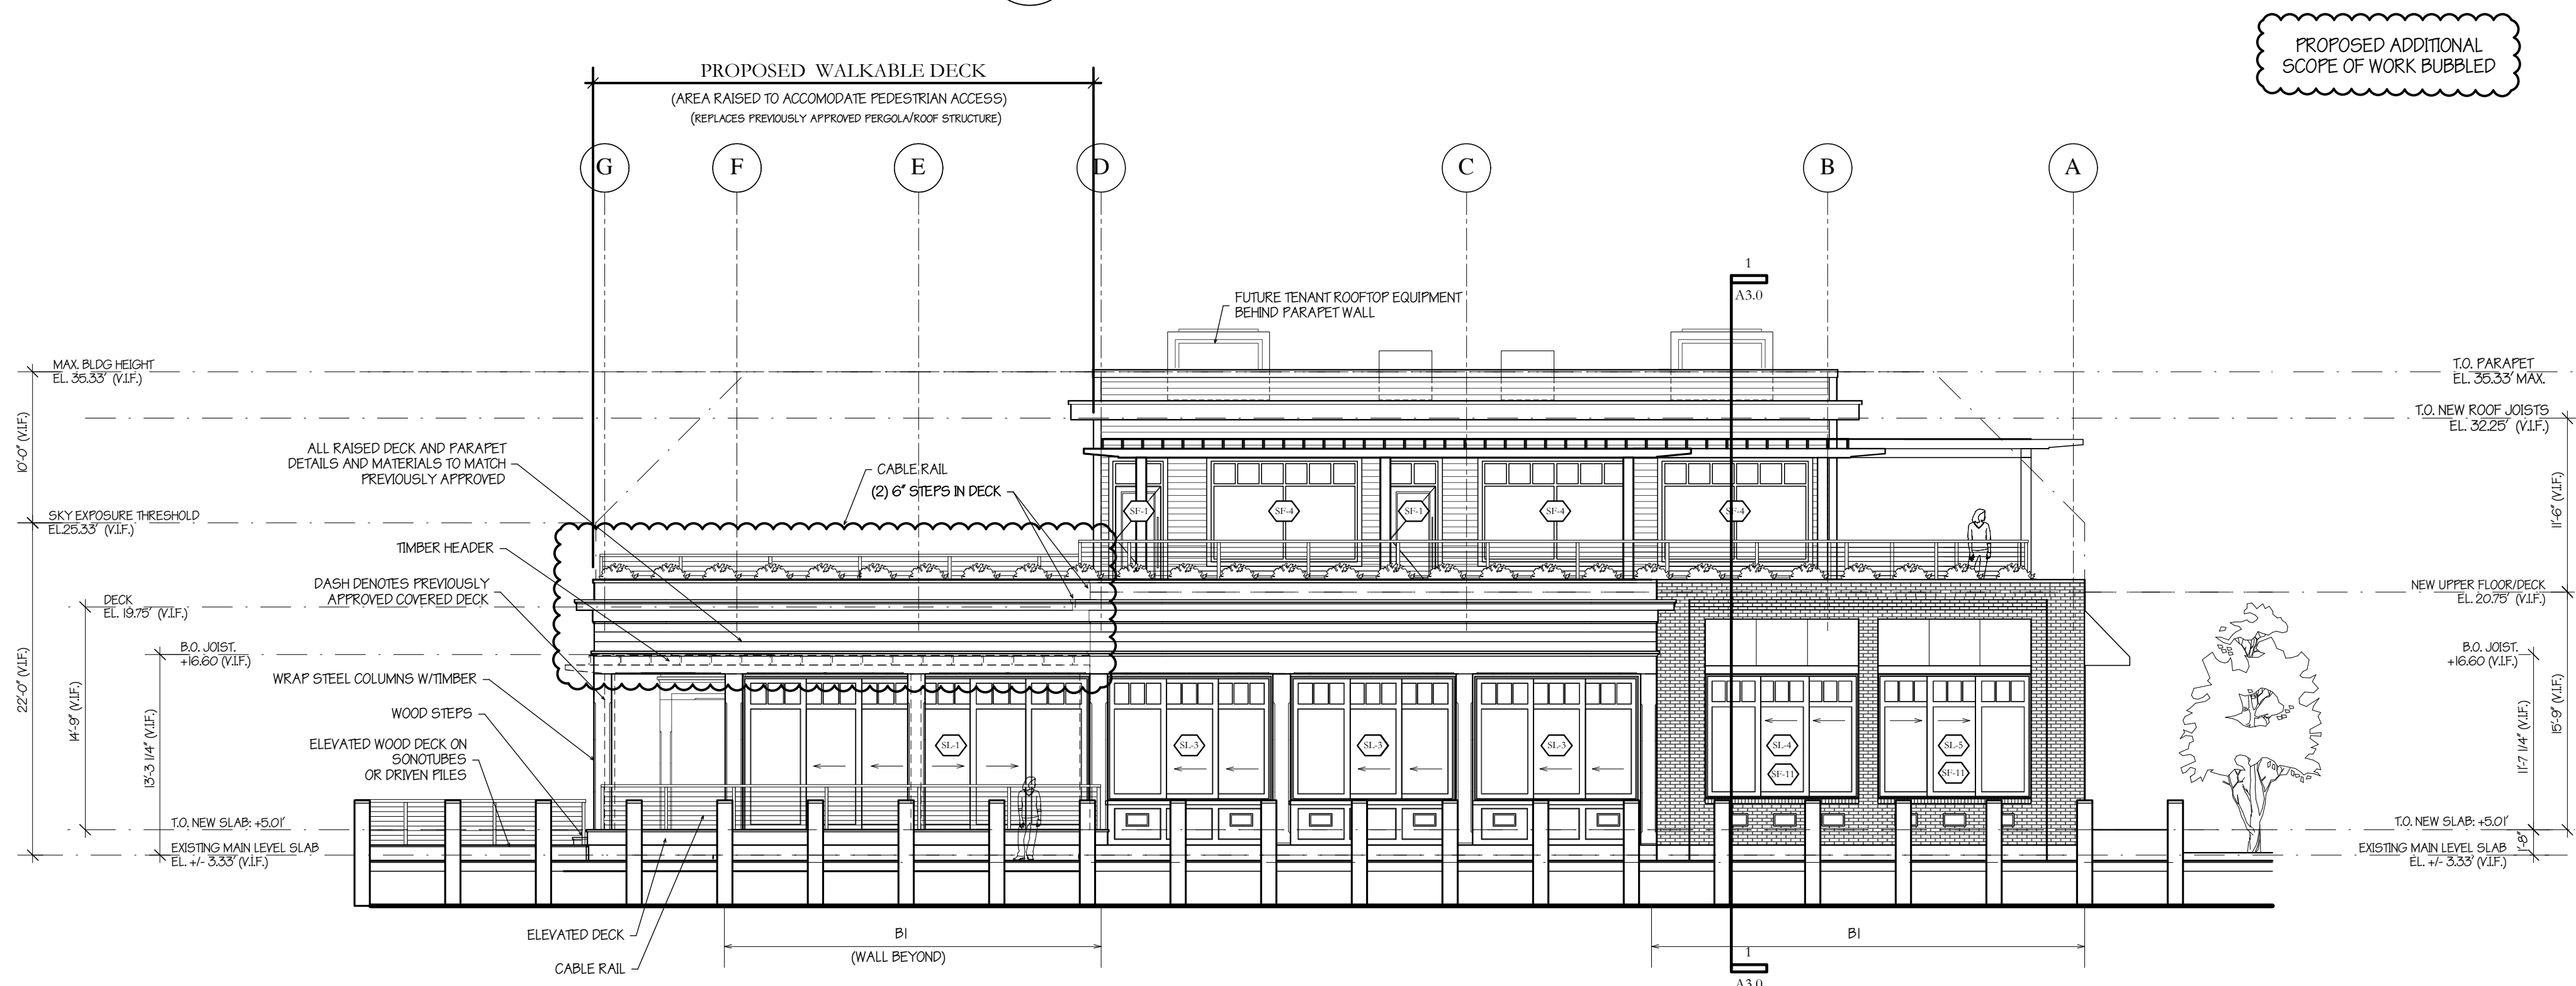 PROPOSED ADDITIONAL
SCOPE OF WORK BUBBLED
PROPOSED WALKABLE DECK
(AREA RAISED TO ACCOMODATE PEDESTRIAN ACCESS)
(REPLACES PREVIOUSLY APPROVED PERGOLA/ROOF STRUCTURE)
G
F
E
D
C
B
A
1
A3.0
FUTURE TENANT ROOFTOP EQUIPMENT
BEHIND PARAPET WALL
MAX. BLDG HEIGHT
EL. 35.33' (V.I.F.)
T.O. PARAPET
EL. 35.33' MAX.
T.O. NEW ROOF JOISTS
EL. 32.25' (V.I.F.)
10'-0" (V.I.F.)
ALL RAISED DECK AND PARAPET
DETAILS AND MATERIALS TO MATCH
PREVIOUSLY APPROVED
CABLE RAIL
(2) 6" STEPS IN DECK
SF-1
SF-4
SF-1
SF-4
SF-4
11'-6" (V.I.F.)
SKY EXPOSURE THRESHOLD
EL.25.33' (V.I.F.)
TIMBER HEADER
DASH DENOTES PREVIOUSLY
APPROVED COVERED DECK
DECK
EL. 19.75' (V.I.F.)
NEW UPPER FLOOR/DECK
EL. 20.75' (V.I.F.)
B.O. JOIST.
+16.60 (V.I.F.)
B.O. JOIST.
+16.60 (V.I.F.)
WRAP STEEL COLUMNS W/TIMBER
WOOD STEPS
ELEVATED WOOD DECK ON
SONOTUBES
OR DRIVEN PILES
22'-0" (V.I.F.)
14'-9" (V.I.F.)
13'-3 1/4" (V.I.F.)
SL-1
SL-3
SL-3
SL-3
SL-4
SF-11
SL-5
SF-11
11'-7 1/4" (V.I.F.)
15'-9" (V.I.F.)
T.O. NEW SLAB: +5.01'
EXISTING MAIN LEVEL SLAB
EL. +/- 3.33' (V.I.F.)
T.O. NEW SLAB: +5.01'
1'-8"
EXISTING MAIN LEVEL SLAB
EL. +/- 3.33' (V.I.F.)
ELEVATED DECK
CABLE RAIL
B1
(WALL BEYOND)
B1
1
A3.0